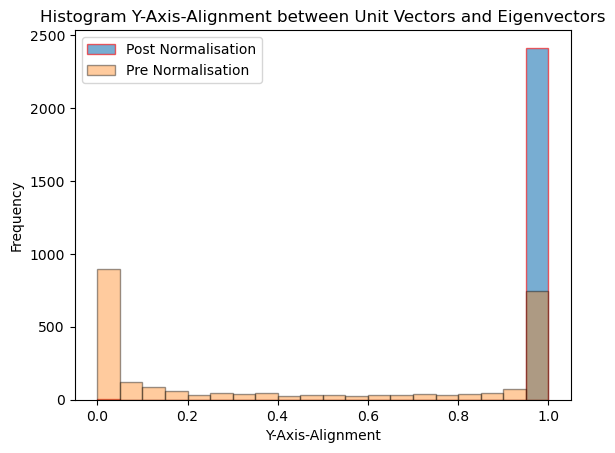 Histogram Y-Axis-Alignment between Unit Vectors and Eigenvectors
Post Normalisation
Pre Normalisation
2500
2000
1500
1000
500
0
Frequency
0.0 0.2 0.4 0.6 0.8 1.0
Y-Axis-Alignment